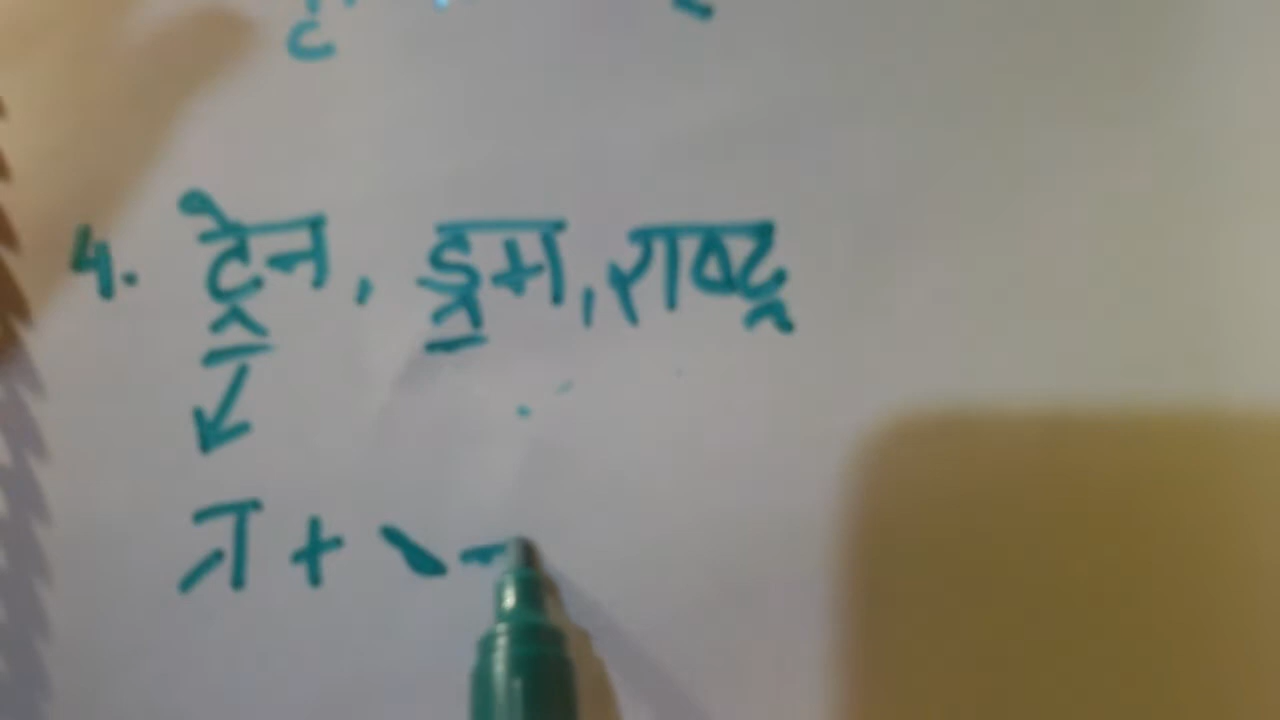 4. ट्रेन, ड्रम, राष्ट्र
त +